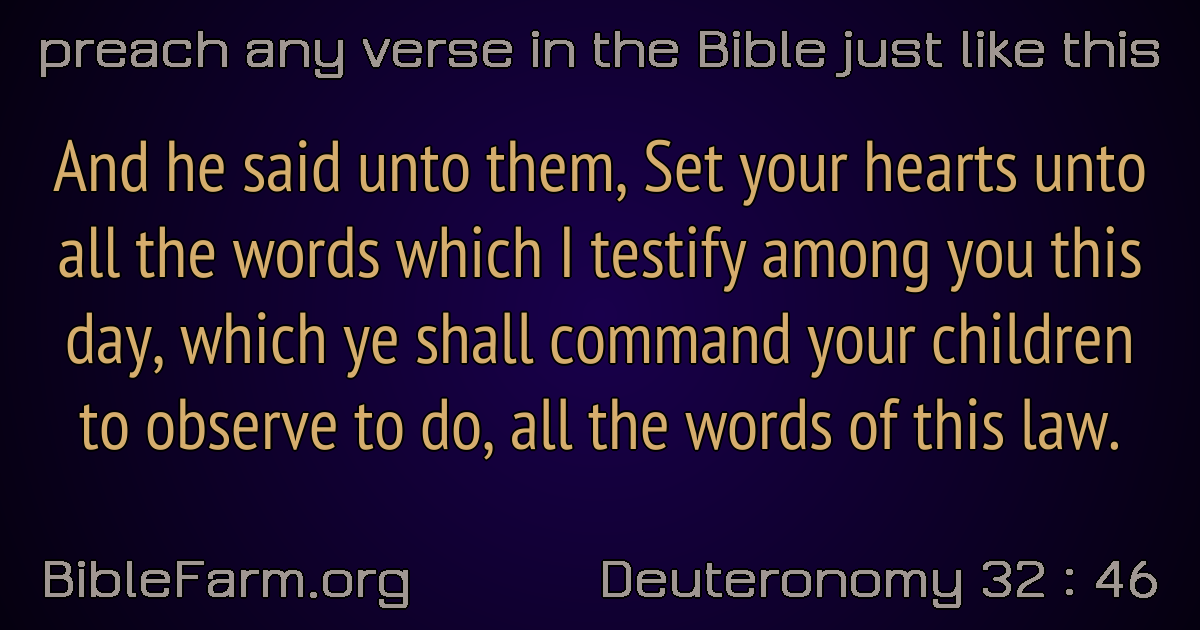 preach any verse in the Bible just like this
And he said unto them, Set your hearts unto
all the words which I testify among you this
day, which ye shall command your children
to observe to do, all the words of this law.
BibleFarm.org
Deuteronomy 32 : 46